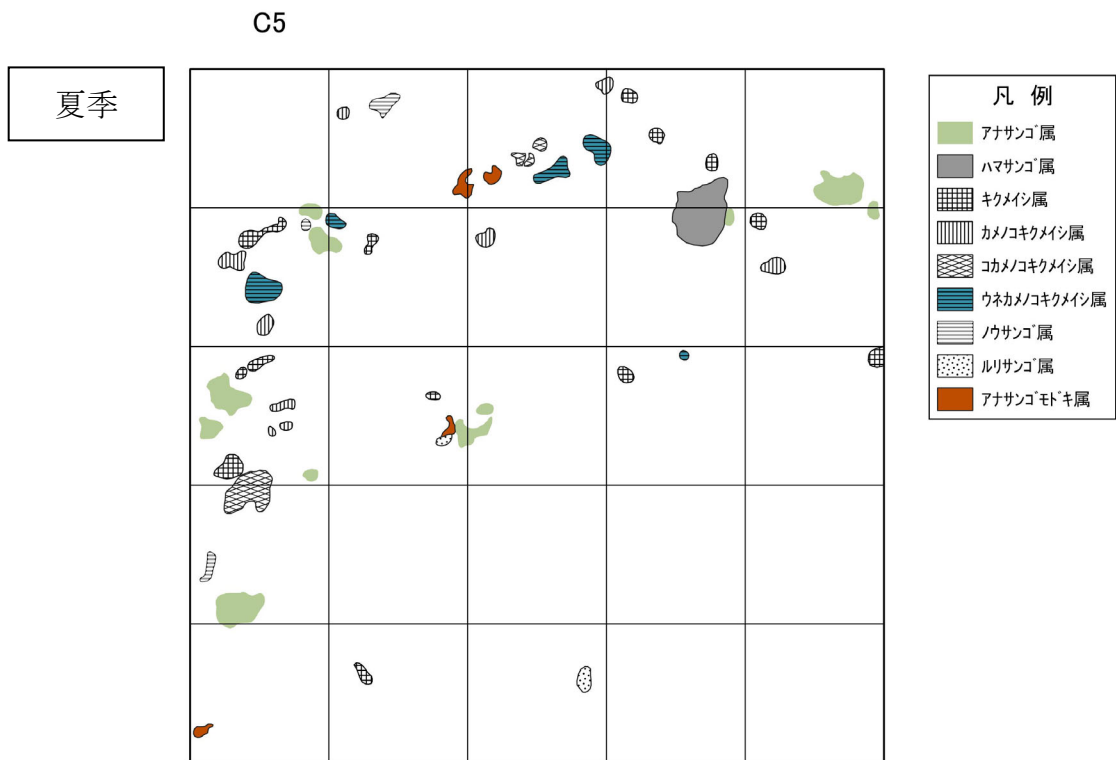 C5
夏季
凡 例
アナサンゴ属
ハマサンゴ属
キクメイシ属
カメノコキクメイシ属
コカメノコキクメイシ属
ウネカメノコキクメイシ属
ノウサンゴ属
ルリサンゴ属
アナサンゴモドキ属